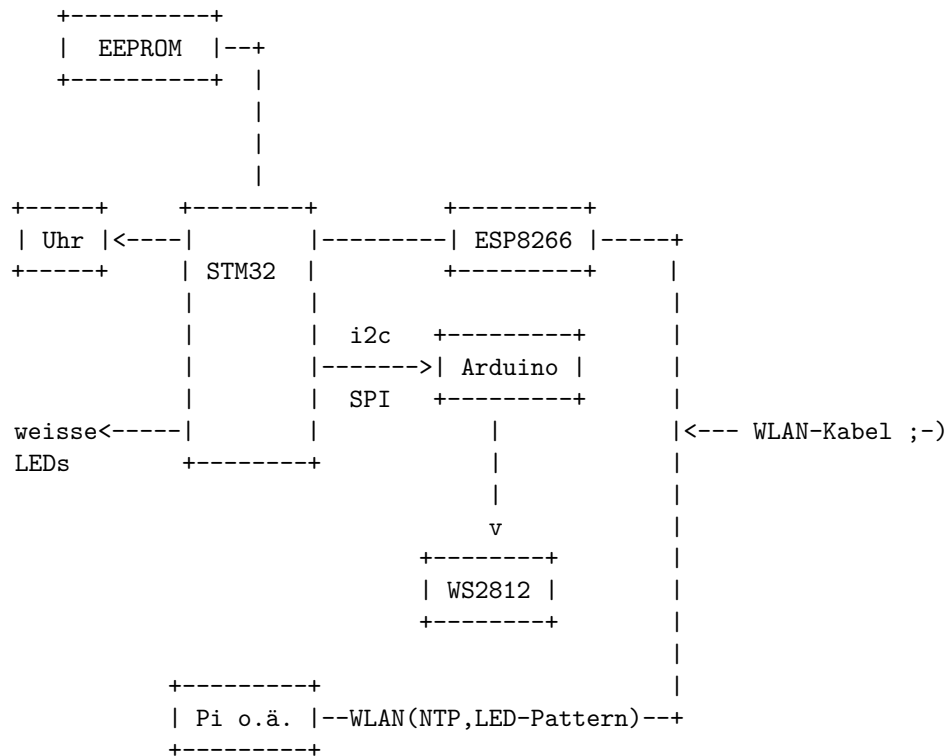 EEPROM
Uhr
ESP8266
STM32
i2c
Arduino
SPI
weisse
WLAN-Kabel ;-)
LEDs
v
WS2812
Pi o.ä.
WLAN(NTP,LED-Pattern)